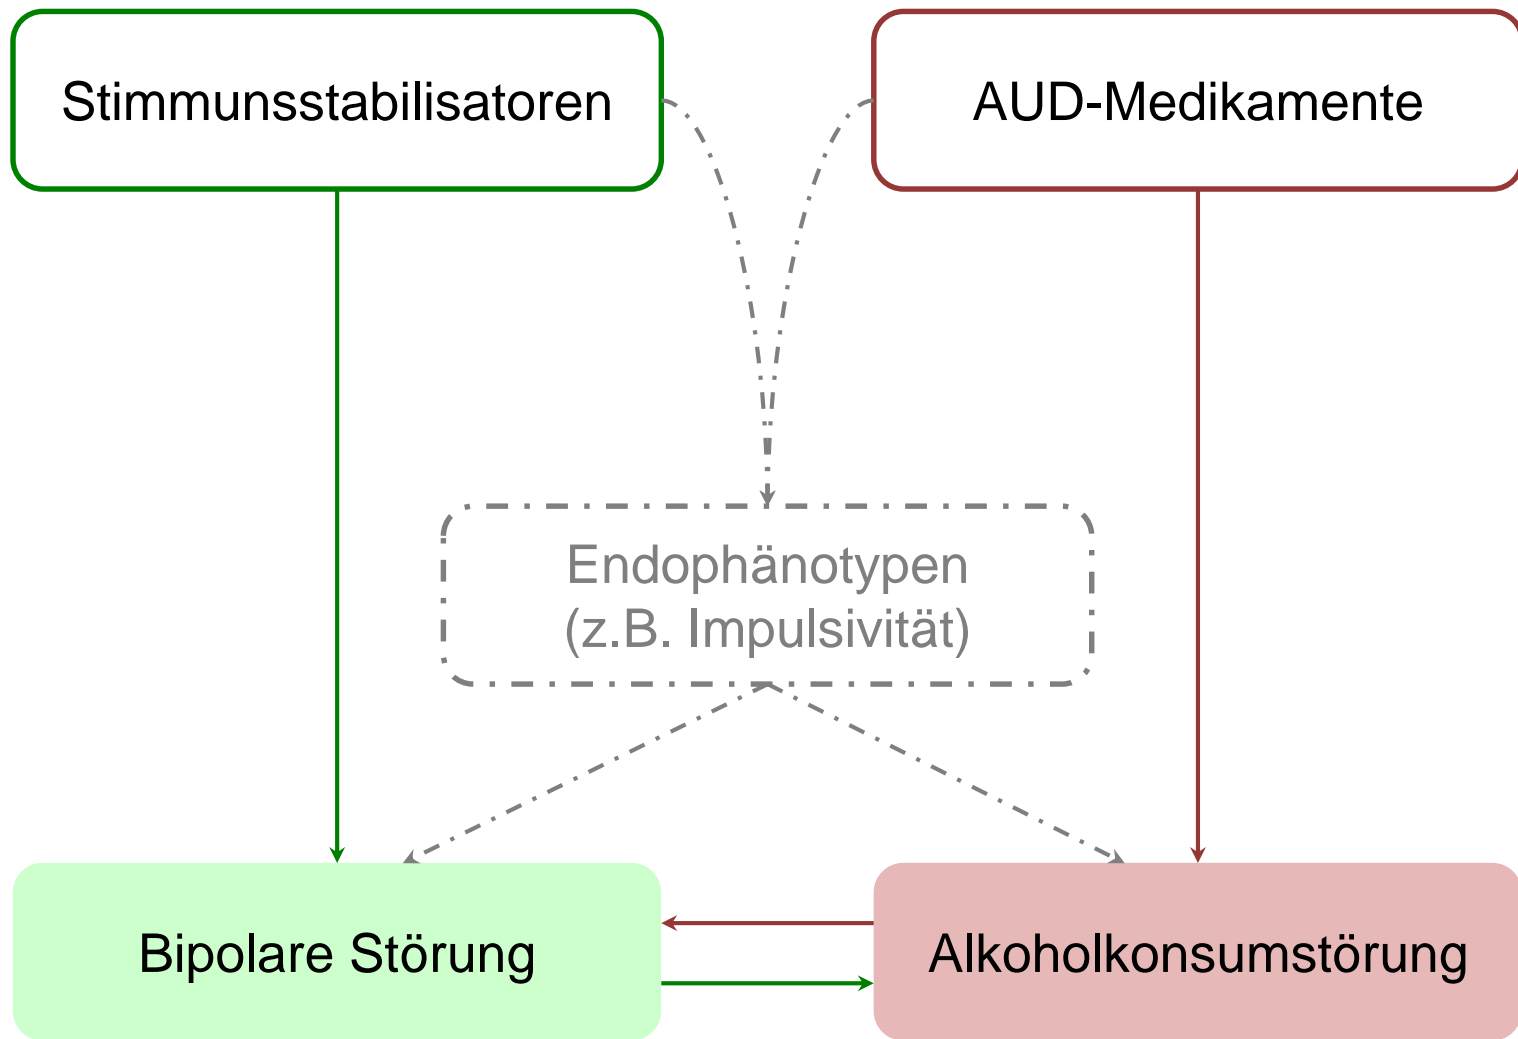 Stimmunsstabilisatoren
AUD-Medikamente
Endophänotypen
(z.B. Impulsivität)
Bipolare Störung
Alkoholkonsumstörung